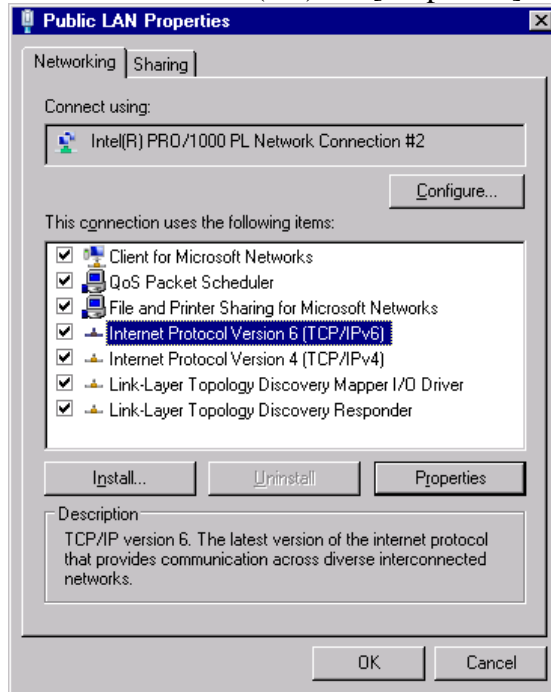 Public LAN Properties
Networking
Sharing
Connect using:
Intel(R) PRO/1000 PL Network Connection #2
Configure...
This connection uses the following items:
Client for Microsoft Networks
QoS Packet Scheduler
File and Printer Sharing for Microsoft Networks
Internet Protocol Version 6 (TCP/IPv6)
Internet Protocol Version 4 (TCP/IPv4)
Link-Layer Topology Discovery Mapper I/O Driver
Link-Layer Topology Discovery Responder
Install...
Uninstall
Properties
Description
TCP/IP version 6. The latest version of the internet protocol
that provides communication across diverse interconnected
networks.
OK
Cancel